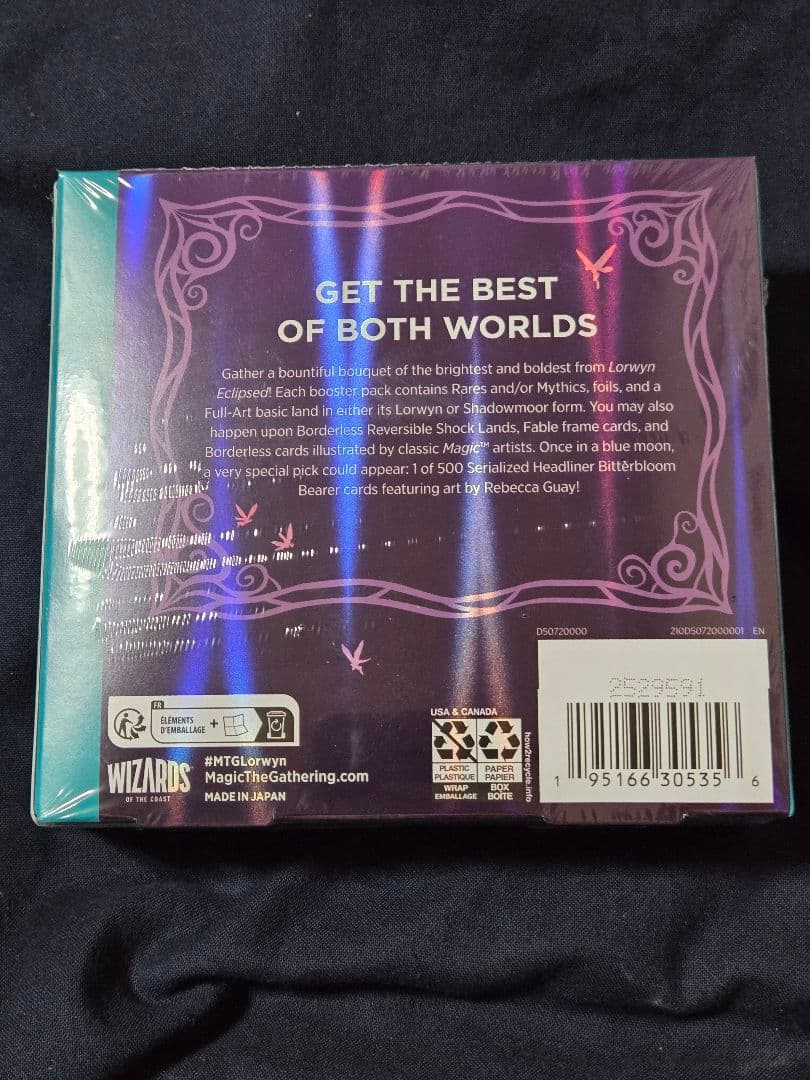 GET THE BEST
OF BOTH WORLDS
Gather a bountiful bouquet of the brightest and boldest from Lorwyn
Eclipsed! Each booster pack contains Rares and/or Mythics, foils, and a
Full-Art basic land in either its Lorwyn or Shadowmoor form. You may also
happen upon Borderless Reversible Shock Lands, Fable frame cards, and
Borderless cards illustrated by classic Magic™ artists. Once in a blue moon,
a very special pick could appear: 1 of 500 Serialized Headliner Bitterbloom
Bearer cards featuring art by Rebecca Guay!
D50720000 210D5072000001 EN
2529591
1 95166 30535 6
FR
ÉLÉMENTS
D'EMBALLAGE +
WIZARDS
OF THE COAST
#MTGLorwyn
MagicTheGathering.com
MADE IN JAPAN
USA & CANADA
PLASTIC PAPER
PLASTIQUE PAPIER
WRAP BOX
EMBALLAGE BOÎTE
how2recycle.info